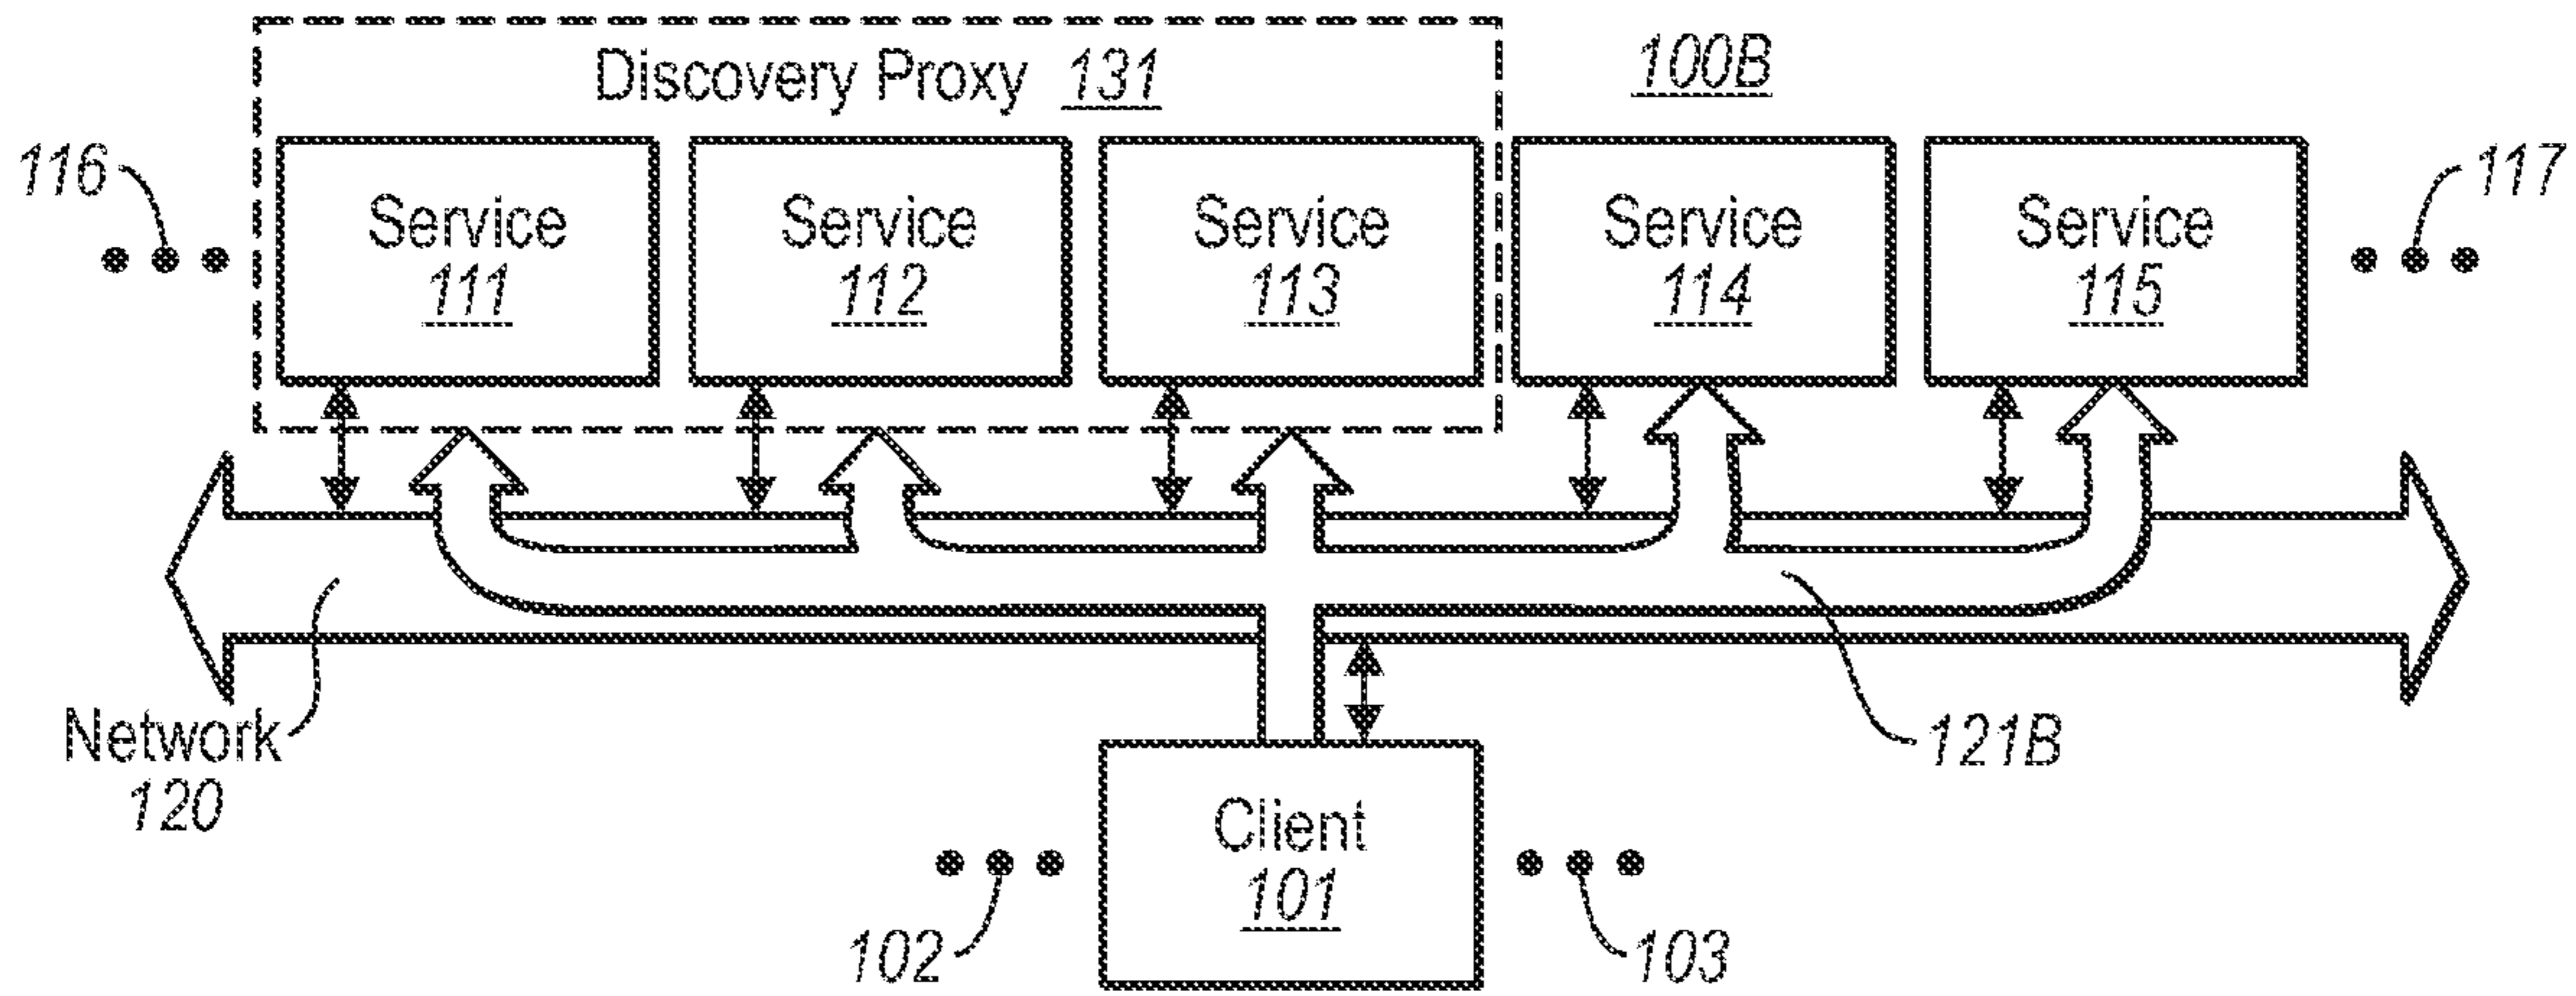 Discovery Proxy 131
100B
116
117
Service
111
Service
112
Service
113
Service
114
Service
115
Network
120
121B
Client
101
102
103